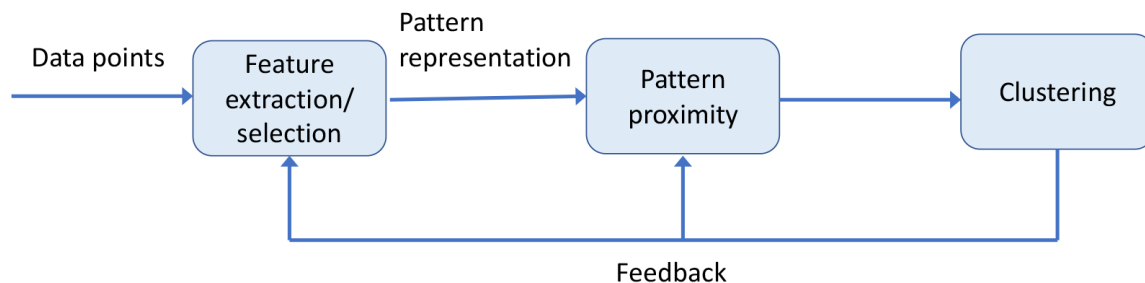 Data points
Feature
extraction/
selection
Pattern
representation
Pattern
proximity
Clustering
Feedback